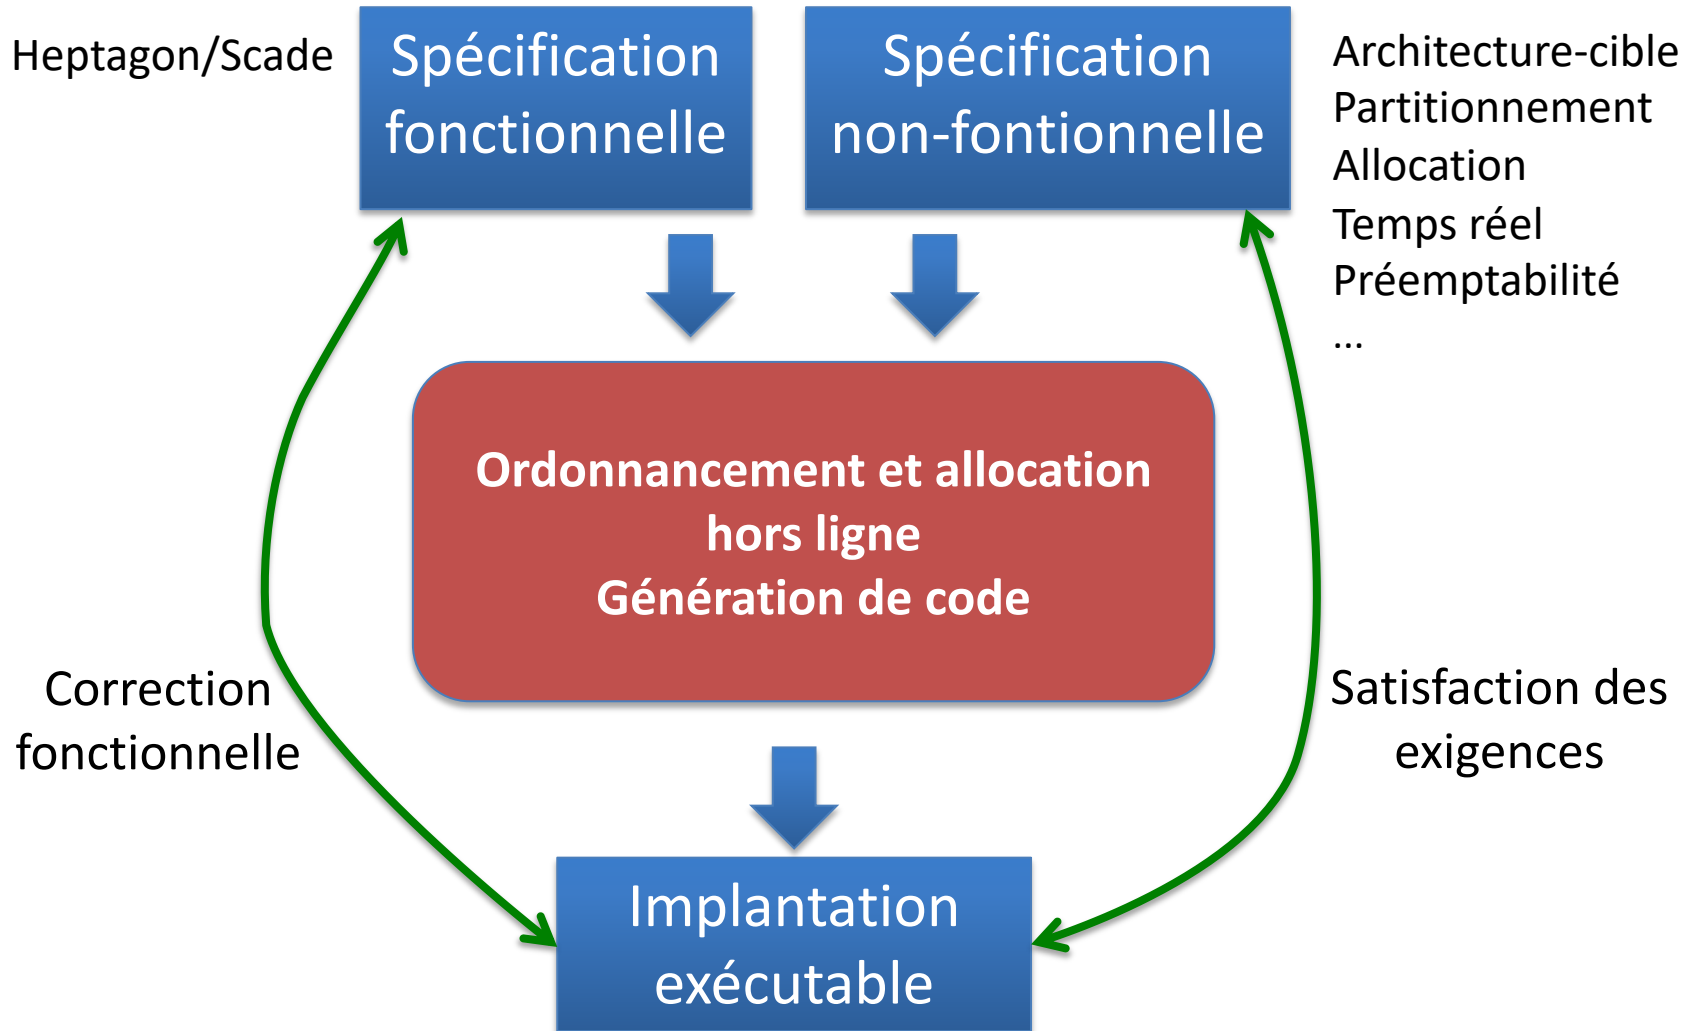 Heptagon/Scade
Spécification
fonctionnelle
Spécification
non-fontionnelle
Architecture-cible
Partitionnement
Allocation
Temps réel
Préemptabilité
...
Ordonnancement et allocation
hors ligne
Génération de code
Correction
fonctionnelle
Satisfaction des
exigences
Implantation
exécutable